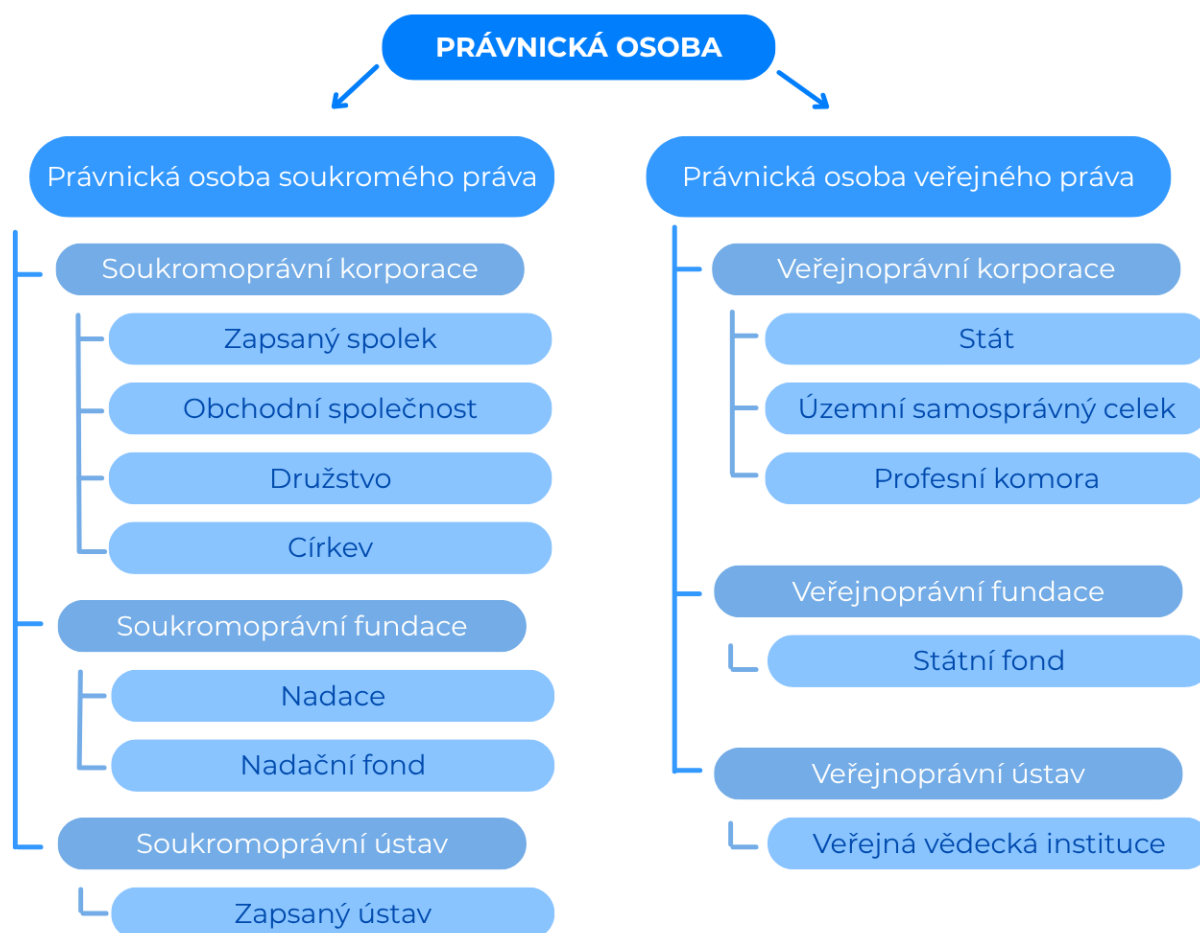 PRÁVNICKÁ OSOBA
Právnická osoba soukromého práva
Soukromoprávní korporace
Zapsaný spolek
Obchodní společnost
Družstvo
Církev
Soukromoprávní fundace
Nadace
Nadační fond
Soukromoprávní ústav
Zapsaný ústav
Právnická osoba veřejného práva
Veřejnoprávní korporace
Stát
Územní samosprávný celek
Profesní komora
Veřejnoprávní fundace
Státní fond
Veřejnoprávní ústav
Veřejná vědecká instituce